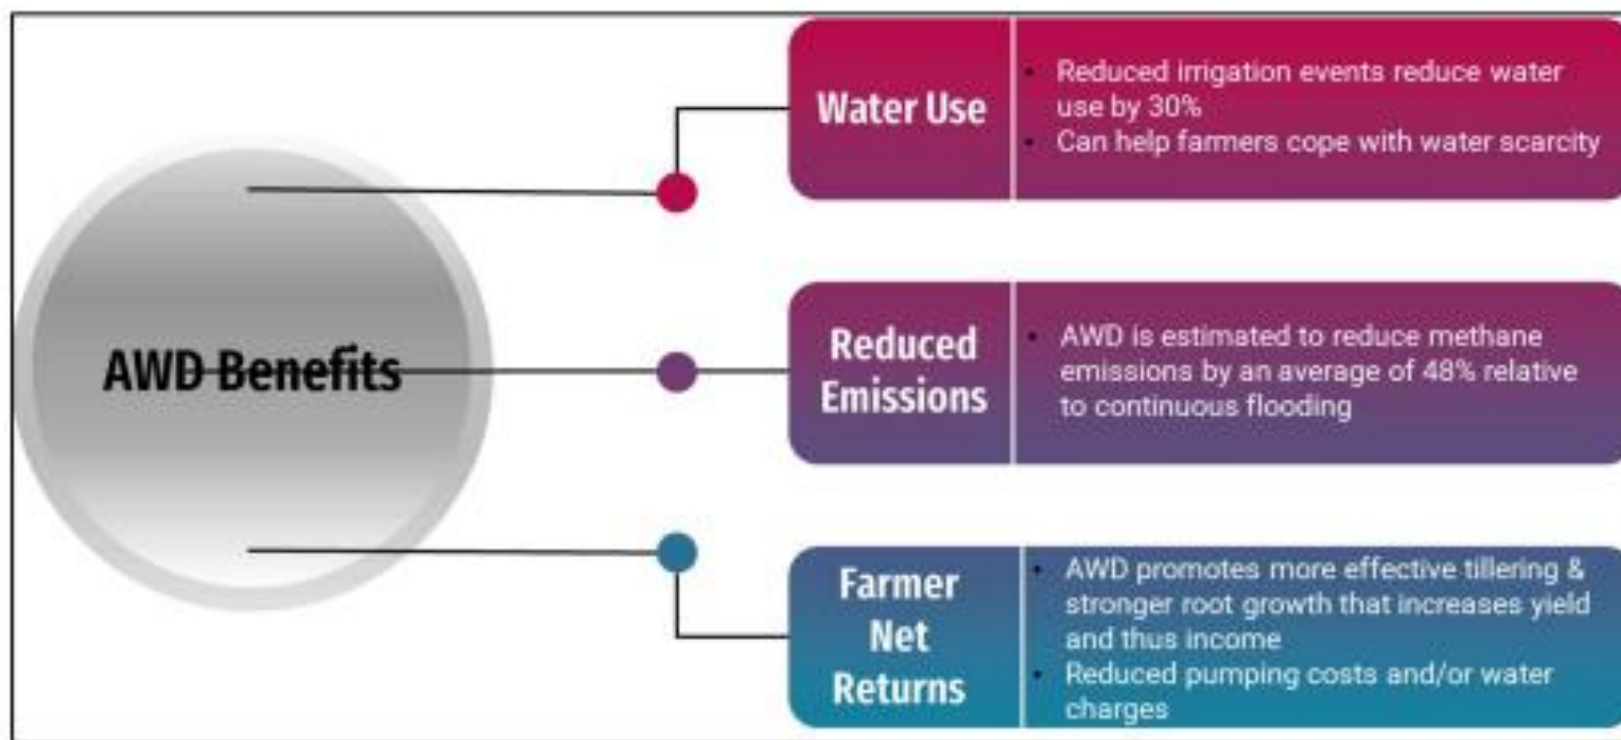 AWD Benefits
Water Use
• Reduced irrigation events reduce water
use by 30%
• Can help farmers cope with water scarcity
Reduced
Emissions
• AWD is estimated to reduce methane
emissions by an average of 48% relative
to continuous flooding
Farmer
Net
Returns
• AWD promotes more effective tillering &
stronger root growth that increases yield
and thus income
• Reduced pumping costs and/or water
charges